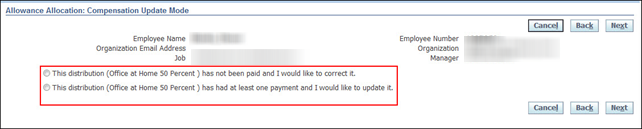 Allowance Allocation: Compensation Update Mode
Cancel Back Next
Employee Name Employee Number
Organization Email Address Organization
Job Manager
This distribution (Office at Home 50 Percent ) has not been paid and I would like to correct it.
This distribution (Office at Home 50 Percent ) has had at least one payment and I would like to update it.
Cancel Back Next